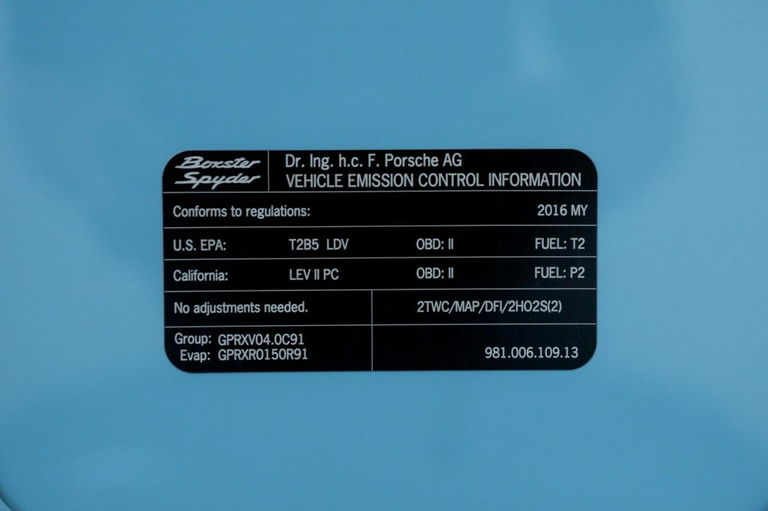 Boxster Spyder
Dr. Ing. h.c. F. Porsche AG
VEHICLE EMISSION CONTROL INFORMATION
Conforms to regulations: 2016 MY
U.S. EPA: T2B5 LDV OBD: II FUEL: T2
California: LEV II PC OBD: II FUEL: P2
No adjustments needed. 2TWC/MAP/DFI/2HO2S(2)
Group: GPRXV04.0C91
Evap: GPRXR0150R91
981.006.109.13